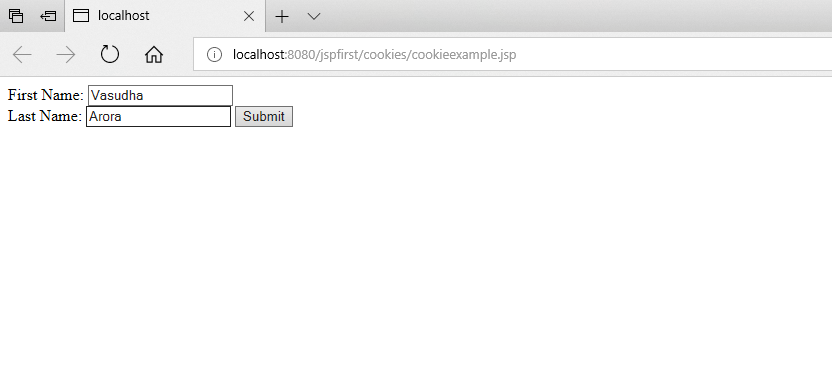 localhost
localhost:8080/jspfirst/cookies/cookieexample.jsp
First Name: Vasudha
Last Name: Arora Submit